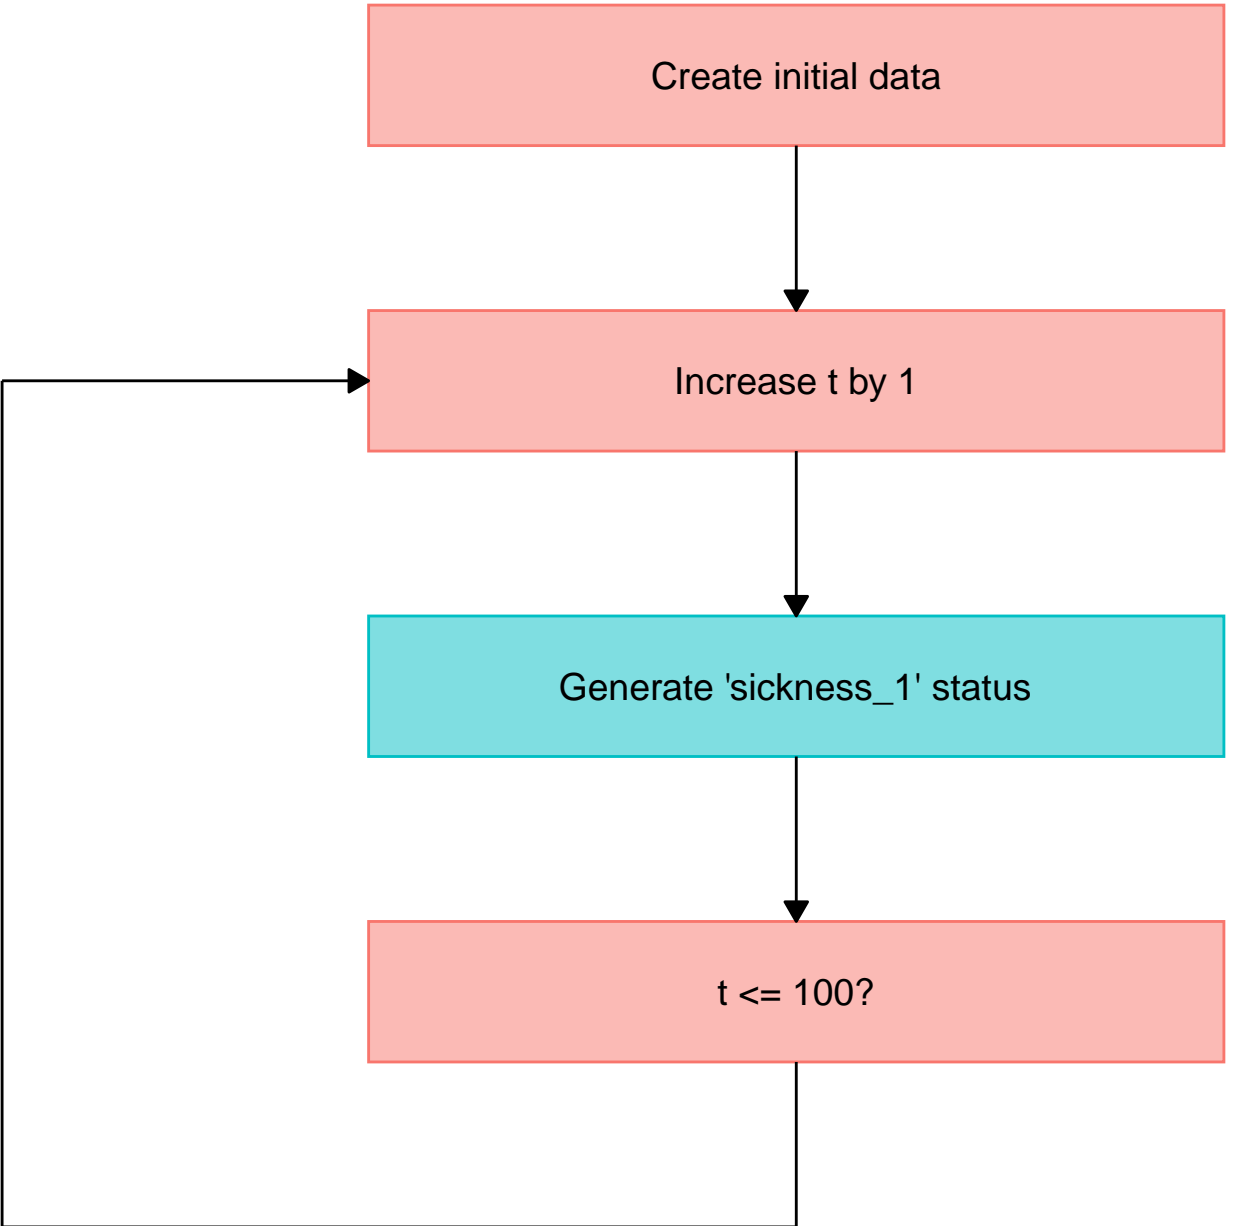 Create initial data
Increase t by 1
Generate 'sickness_1' status
t <= 100?